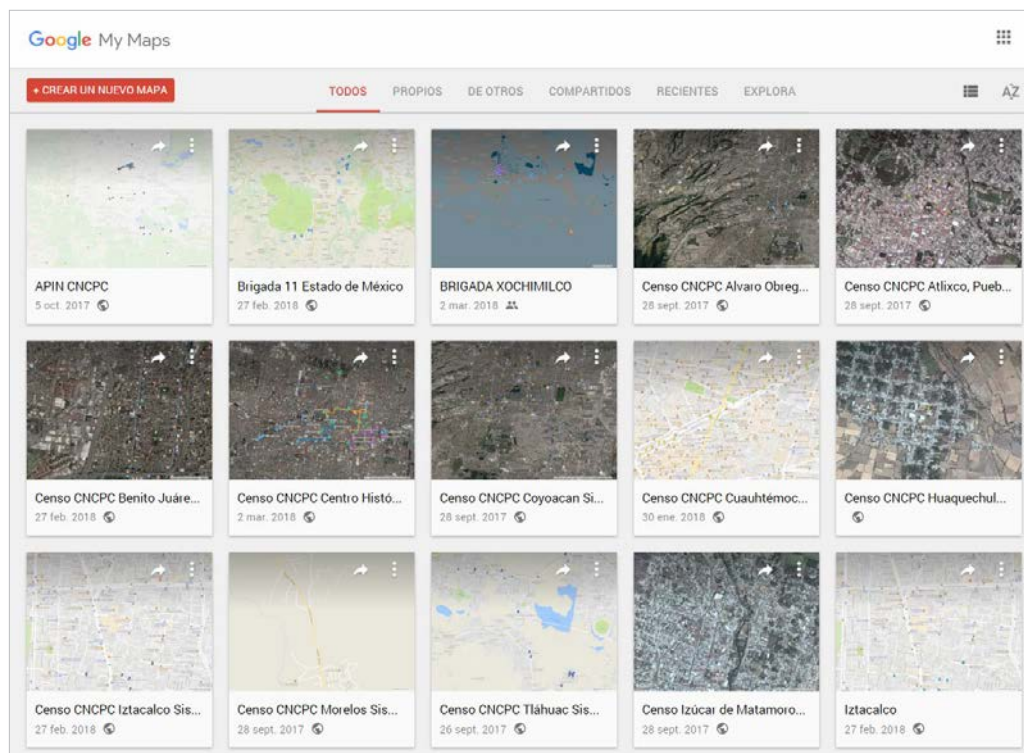 Google My Maps
+ CREAR UN NUEVO MAPA TODOS PROPIOS DE OTROS COMPARTIDOS RECIENTES EXPLORA AZ
APIN CNCPC
5 oct. 2017
Brigada 11 Estado de México
27 feb. 2018
BRIGADA XOCHIMILCO
2 mar. 2018
Censo CNCPC Alvaro Obreg...
28 sept. 2017
Censo CNCPC Atlixco, Pueb...
28 sept. 2017
Censo CNCPC Benito Juáre...
27 feb. 2018
Censo CNCPC Centro Histó...
2 mar. 2018
Censo CNCPC Coyoacan Si...
28 sept. 2017
Censo CNCPC Cuauhtémoc...
30 ene. 2018
Censo CNCPC Huaquechul...
Censo CNCPC Iztacalco Sis...
27 feb. 2018
Censo CNCPC Morelos Sis...
28 sept. 2017
Censo CNCPC Tláhuac Sis...
26 sept. 2017
Censo Izúcar de Matamoro...
28 sept. 2017
Iztacalco
27 feb. 2018